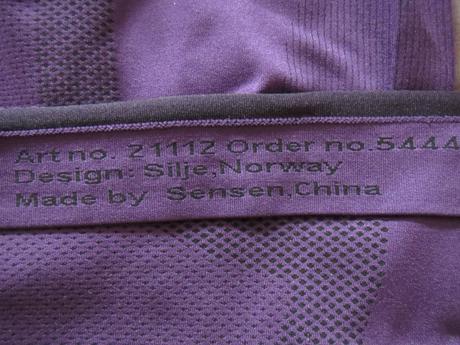 Art no. 21112 Order no.5444
Design: Silje,Norway
Made by Sensen,China